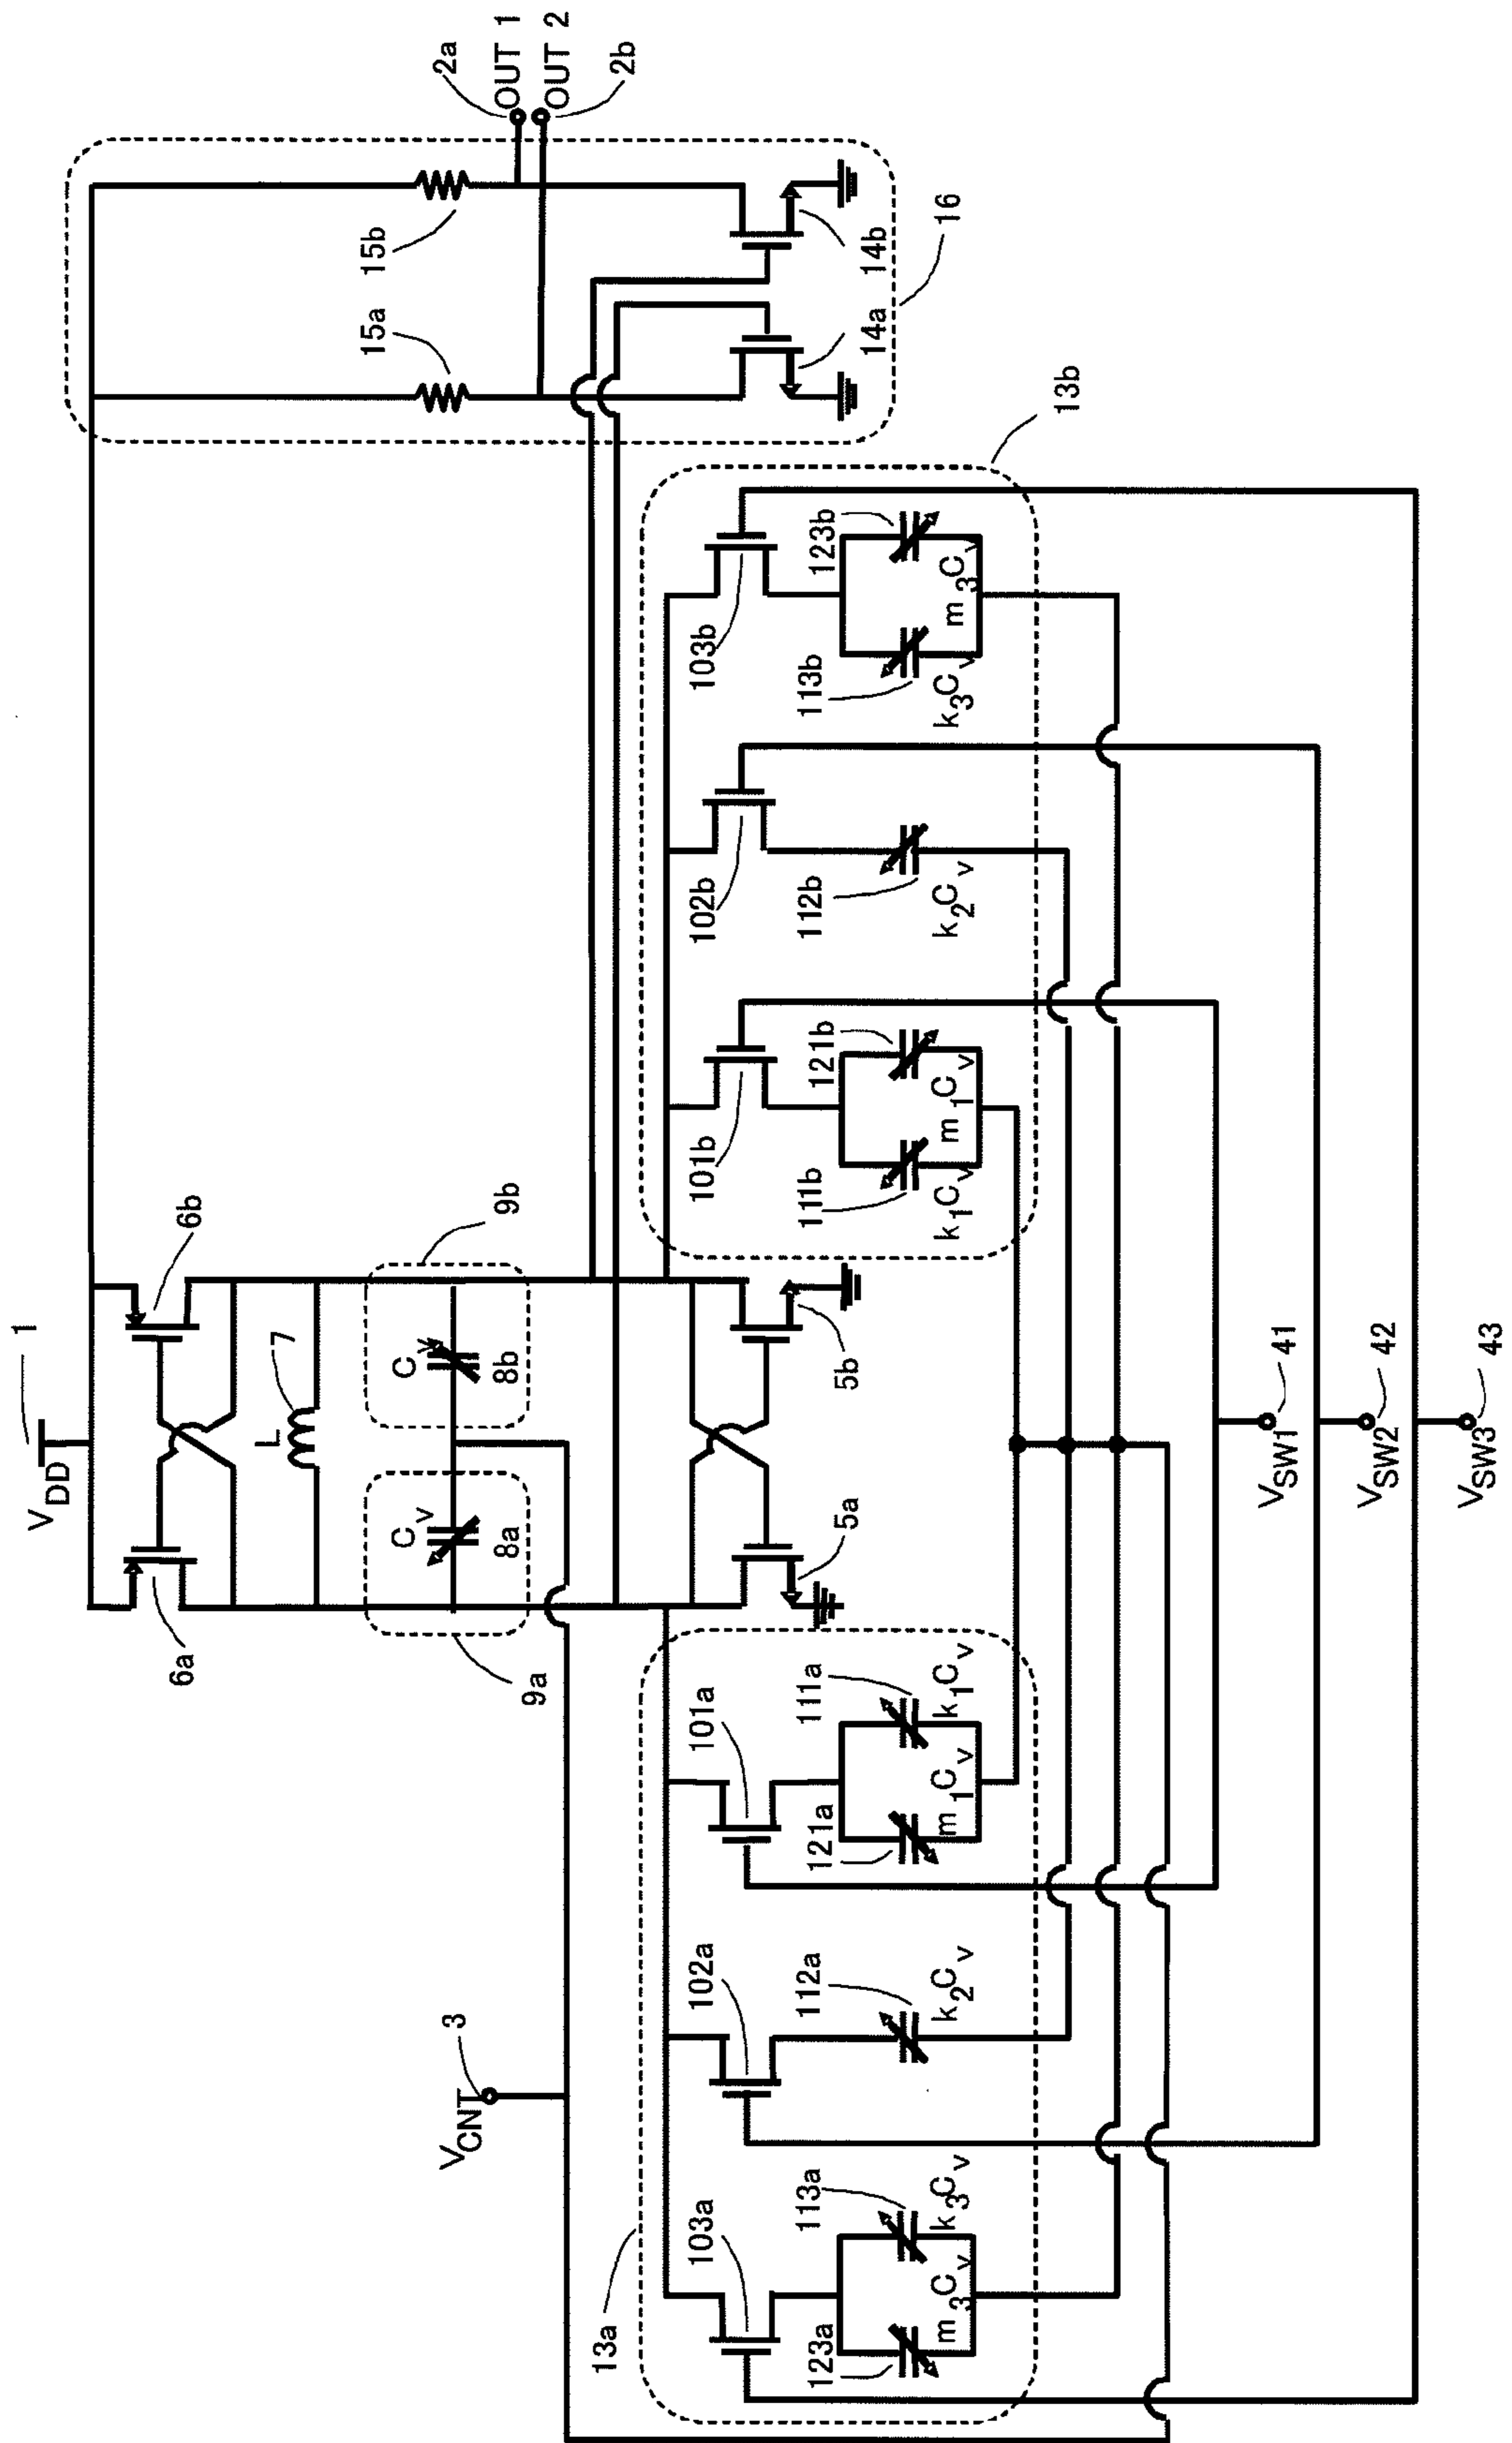 V_DD 1
6a
6b
L 7
C_v 8a
C_v 8b
9a
9b
V_CNT 3
5a
5b
15a
15b
2a
OUT 1
OUT 2
2b
14a
14b
16
13a
103a
102a
101a
123a
113a
112a
121a
111a
m_3C_v
k_3C_v
k_2C_v
m_1C_v
k_1C_v
13b
101b
102b
103b
111b
121b
112b
113b
123b
k_1C_v
m_1C_v
k_2C_v
k_3C_v
m_3C_v
V_SW1 41
V_SW2 42
V_SW3 43